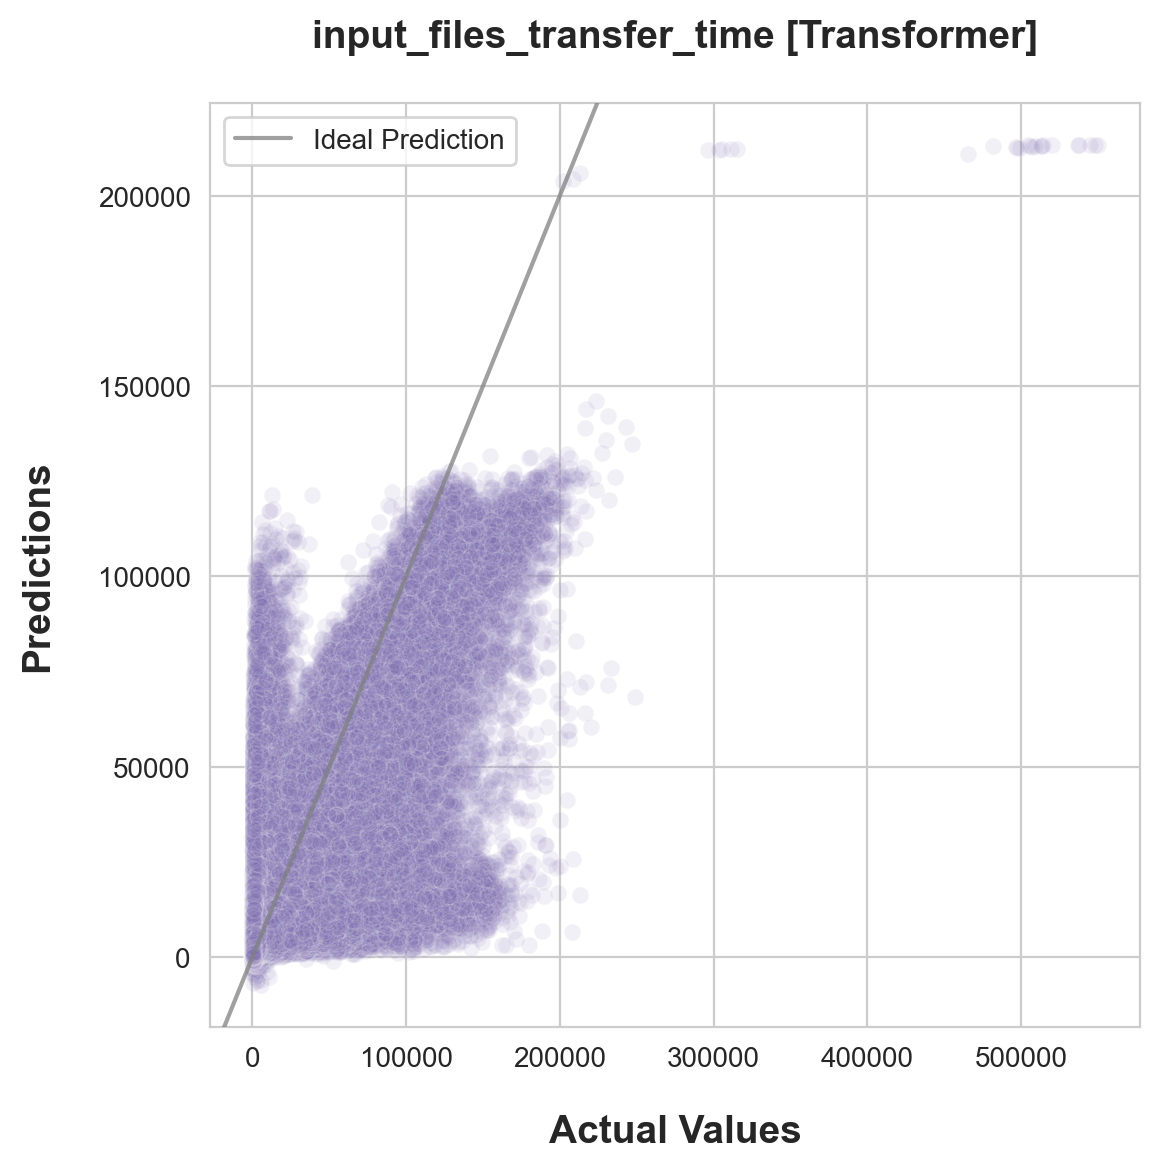 input_files_transfer_time [Transformer]
Ideal Prediction
200000
150000
100000
50000
0
Predictions
0 100000 200000 300000 400000 500000
Actual Values